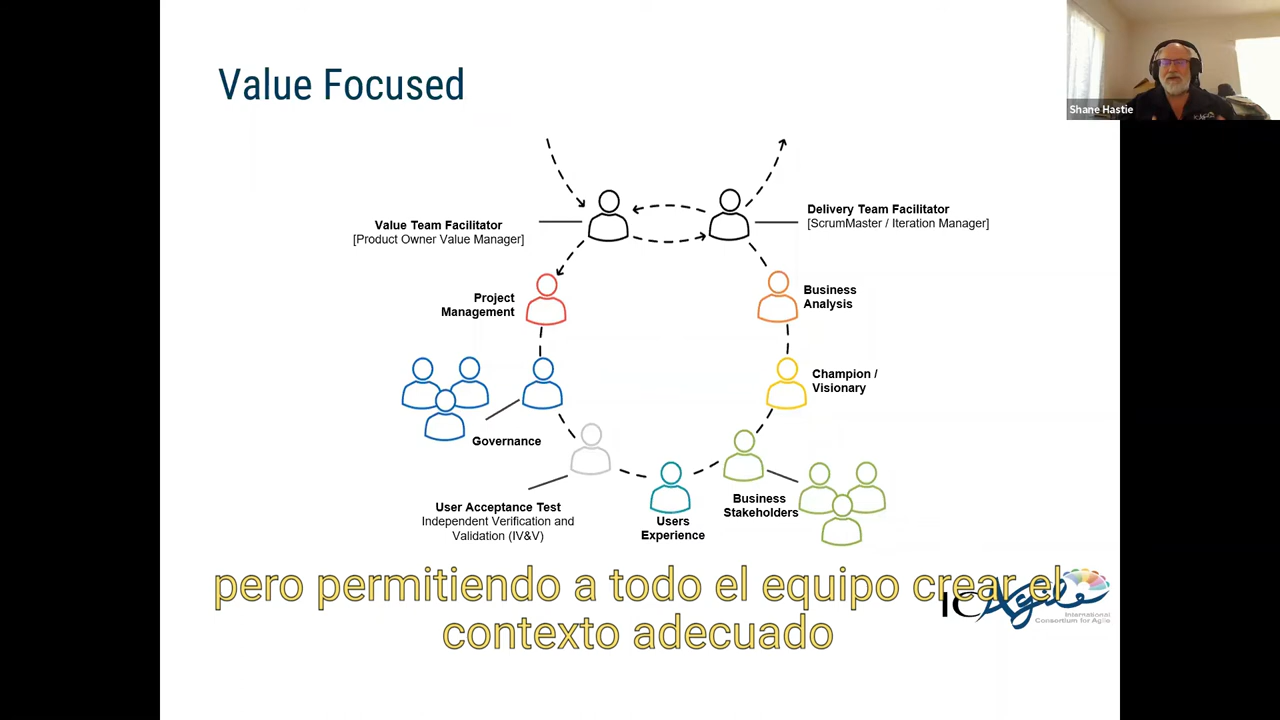 Value Focused
Shane Hastie
Value Team Facilitator
[Product Owner Value Manager]
Delivery Team Facilitator
[ScrumMaster / Iteration Manager]
Project
Management
Business
Analysis
Champion /
Visionary
Governance
User Acceptance Test
Independent Verification and
Validation (IV&V)
Users
Experience
Business
Stakeholders
pero permitiendo a todo el equipo crear el
contexto adecuado
ICAgile
International
Consortium for Agile